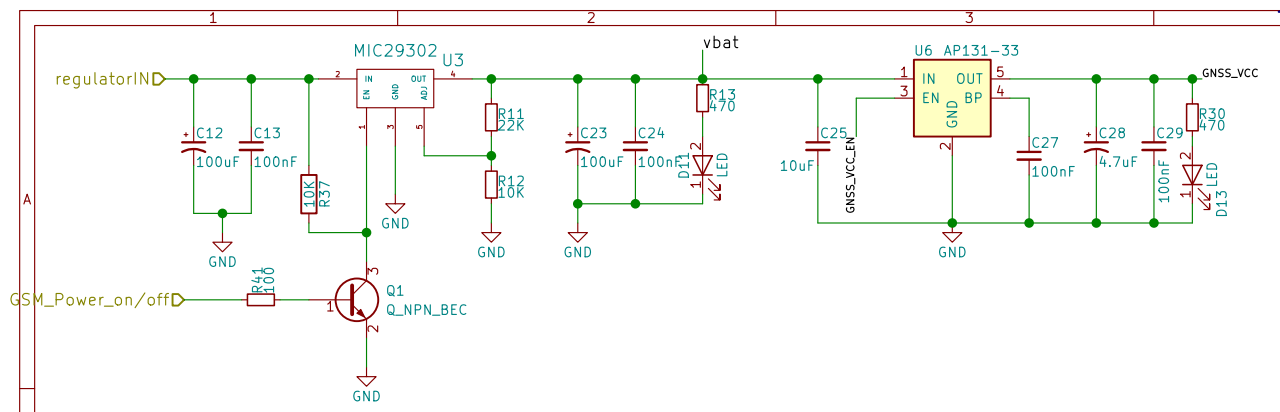 1
2
3
A
regulatorIN
MIC29302
U3
2
IN
OUT
4
EN
GND
ADJ
1
3
5
C12
100uF
C13
100nF
10K
R37
GND
GND
R11
22K
R12
10K
GND
C23
100uF
C24
100nF
GND
vbat
R13
470
D11
2
1
LED
C25
10uF
GNSS_VCC_EN
U6 AP131-33
1
IN
OUT
5
3
EN
BP
4
GND
2
GND
C27
100nF
C28
4.7uF
C29
100nF
GNSS_VCC
R30
470
2
1
LED
D13
GSM_Power_on/off
R41
100
1
3
2
Q1
Q_NPN_BEC
GND